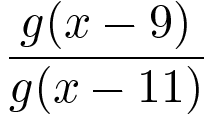 g(x − 9)
g(x − 11)